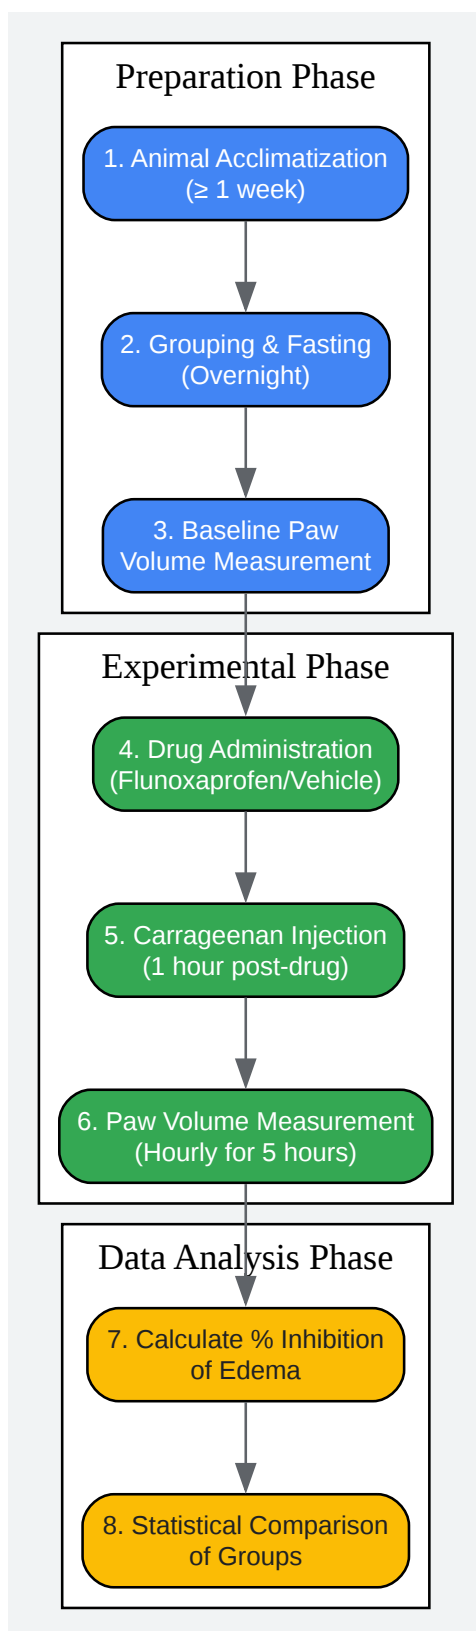 Preparation Phase
1. Animal Acclimatization
(≥ 1 week)
2. Grouping & Fasting
(Overnight)
3. Baseline Paw
Volume Measurement
Experimental Phase
4. Drug Administration
(Flunoxaprofen/Vehicle)
5. Carrageenan Injection
(1 hour post-drug)
6. Paw Volume Measurement
(Hourly for 5 hours)
Data Analysis Phase
7. Calculate % Inhibition
of Edema
8. Statistical Comparison
of Groups